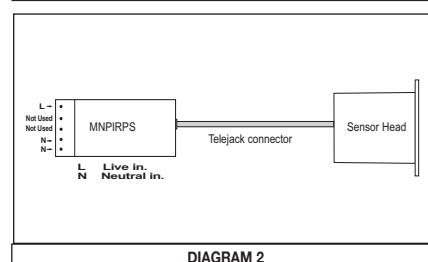 L
Not Used
Not Used
N
N
MNPIRPS
Telejack connector
Sensor Head
L Live in.
N Neutral in.
DIAGRAM 2